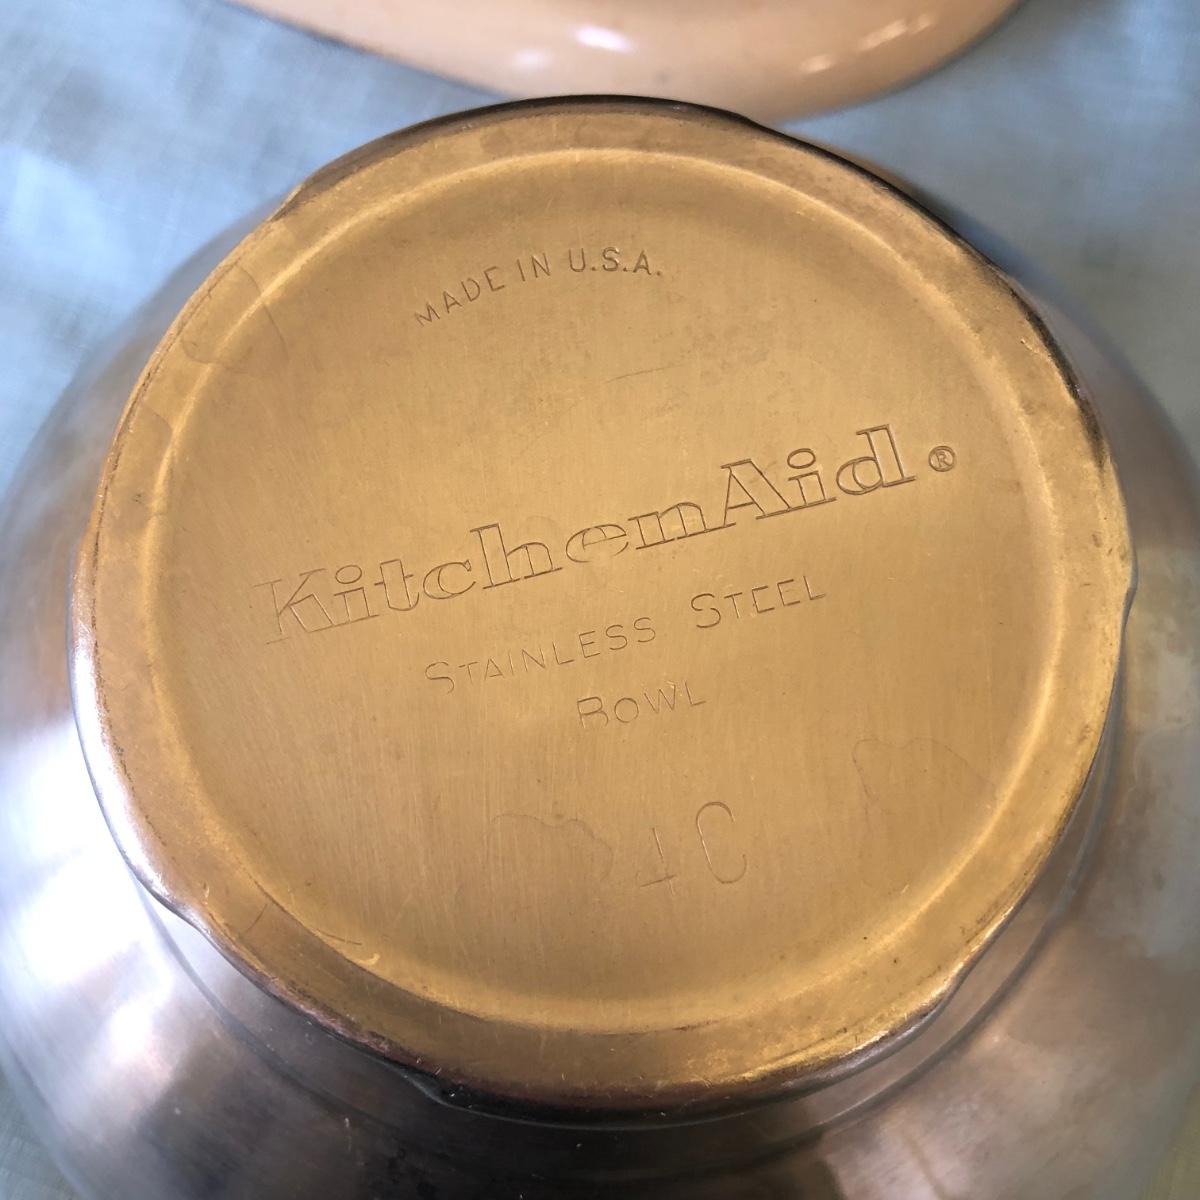 MADE IN U.S.A.
KitchenAid®
STAINLESS STEEL
BOWL
4C